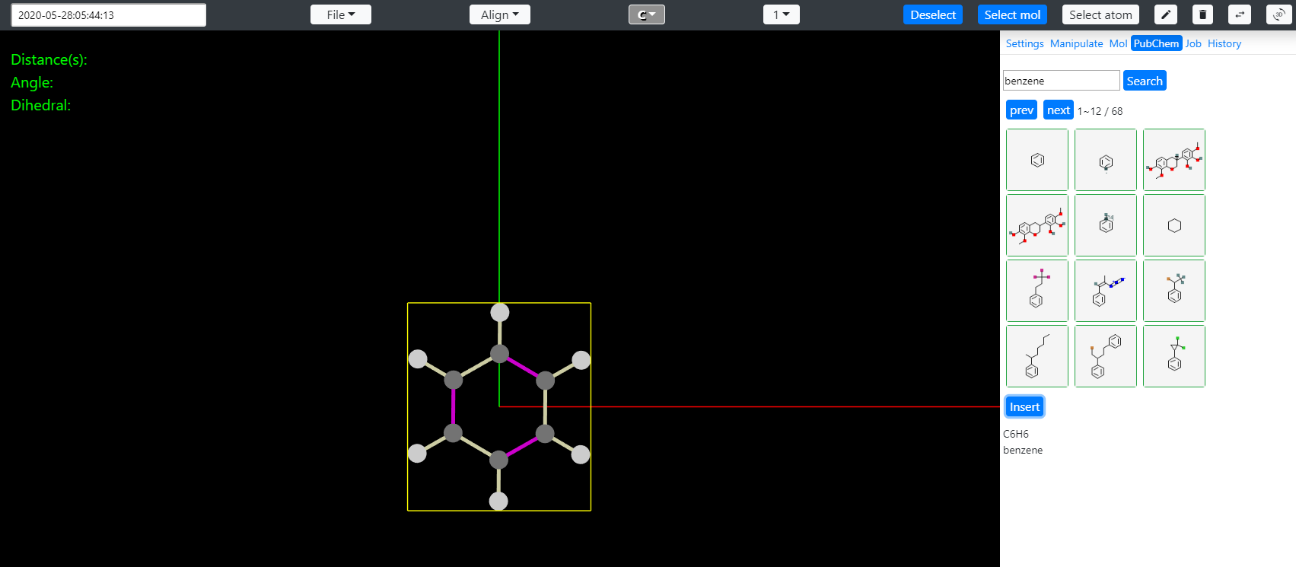 2020-05-28:05:44:13 File Align C 1 Deselect Select mol Select atom
Distance(s):
Angle:
Dihedral:
Settings Manipulate Mol PubChem Job History
benzene Search
prev next 1~12 / 68
Insert
C6H6
benzene